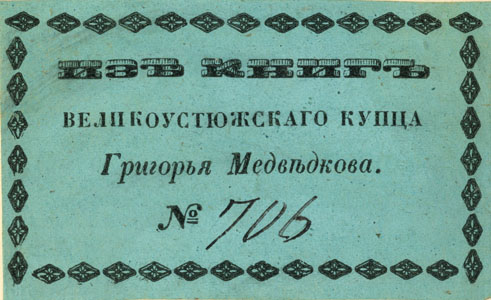 ИЗЪ КНИГЪ
ВЕЛИКОУСТЮЖСКАГО КУПЦА
Григорья Медвѣдкова.
№ 706